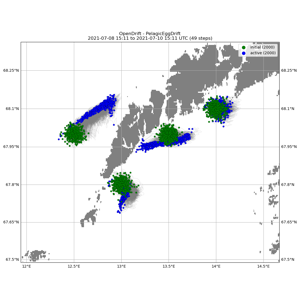 OpenDrift - PelagicEggDrift
2021-07-08 15:11 to 2021-07-10 15:11 UTC (49 steps)
initial (2000)
active (2000)
68.25°N
68.25°N
68.1°N
68.1°N
67.95°N
67.95°N
67.8°N
67.8°N
67.65°N
67.65°N
67.5°N
67.5°N
12°E
12.5°E
13°E
13.5°E
14°E
14.5°E